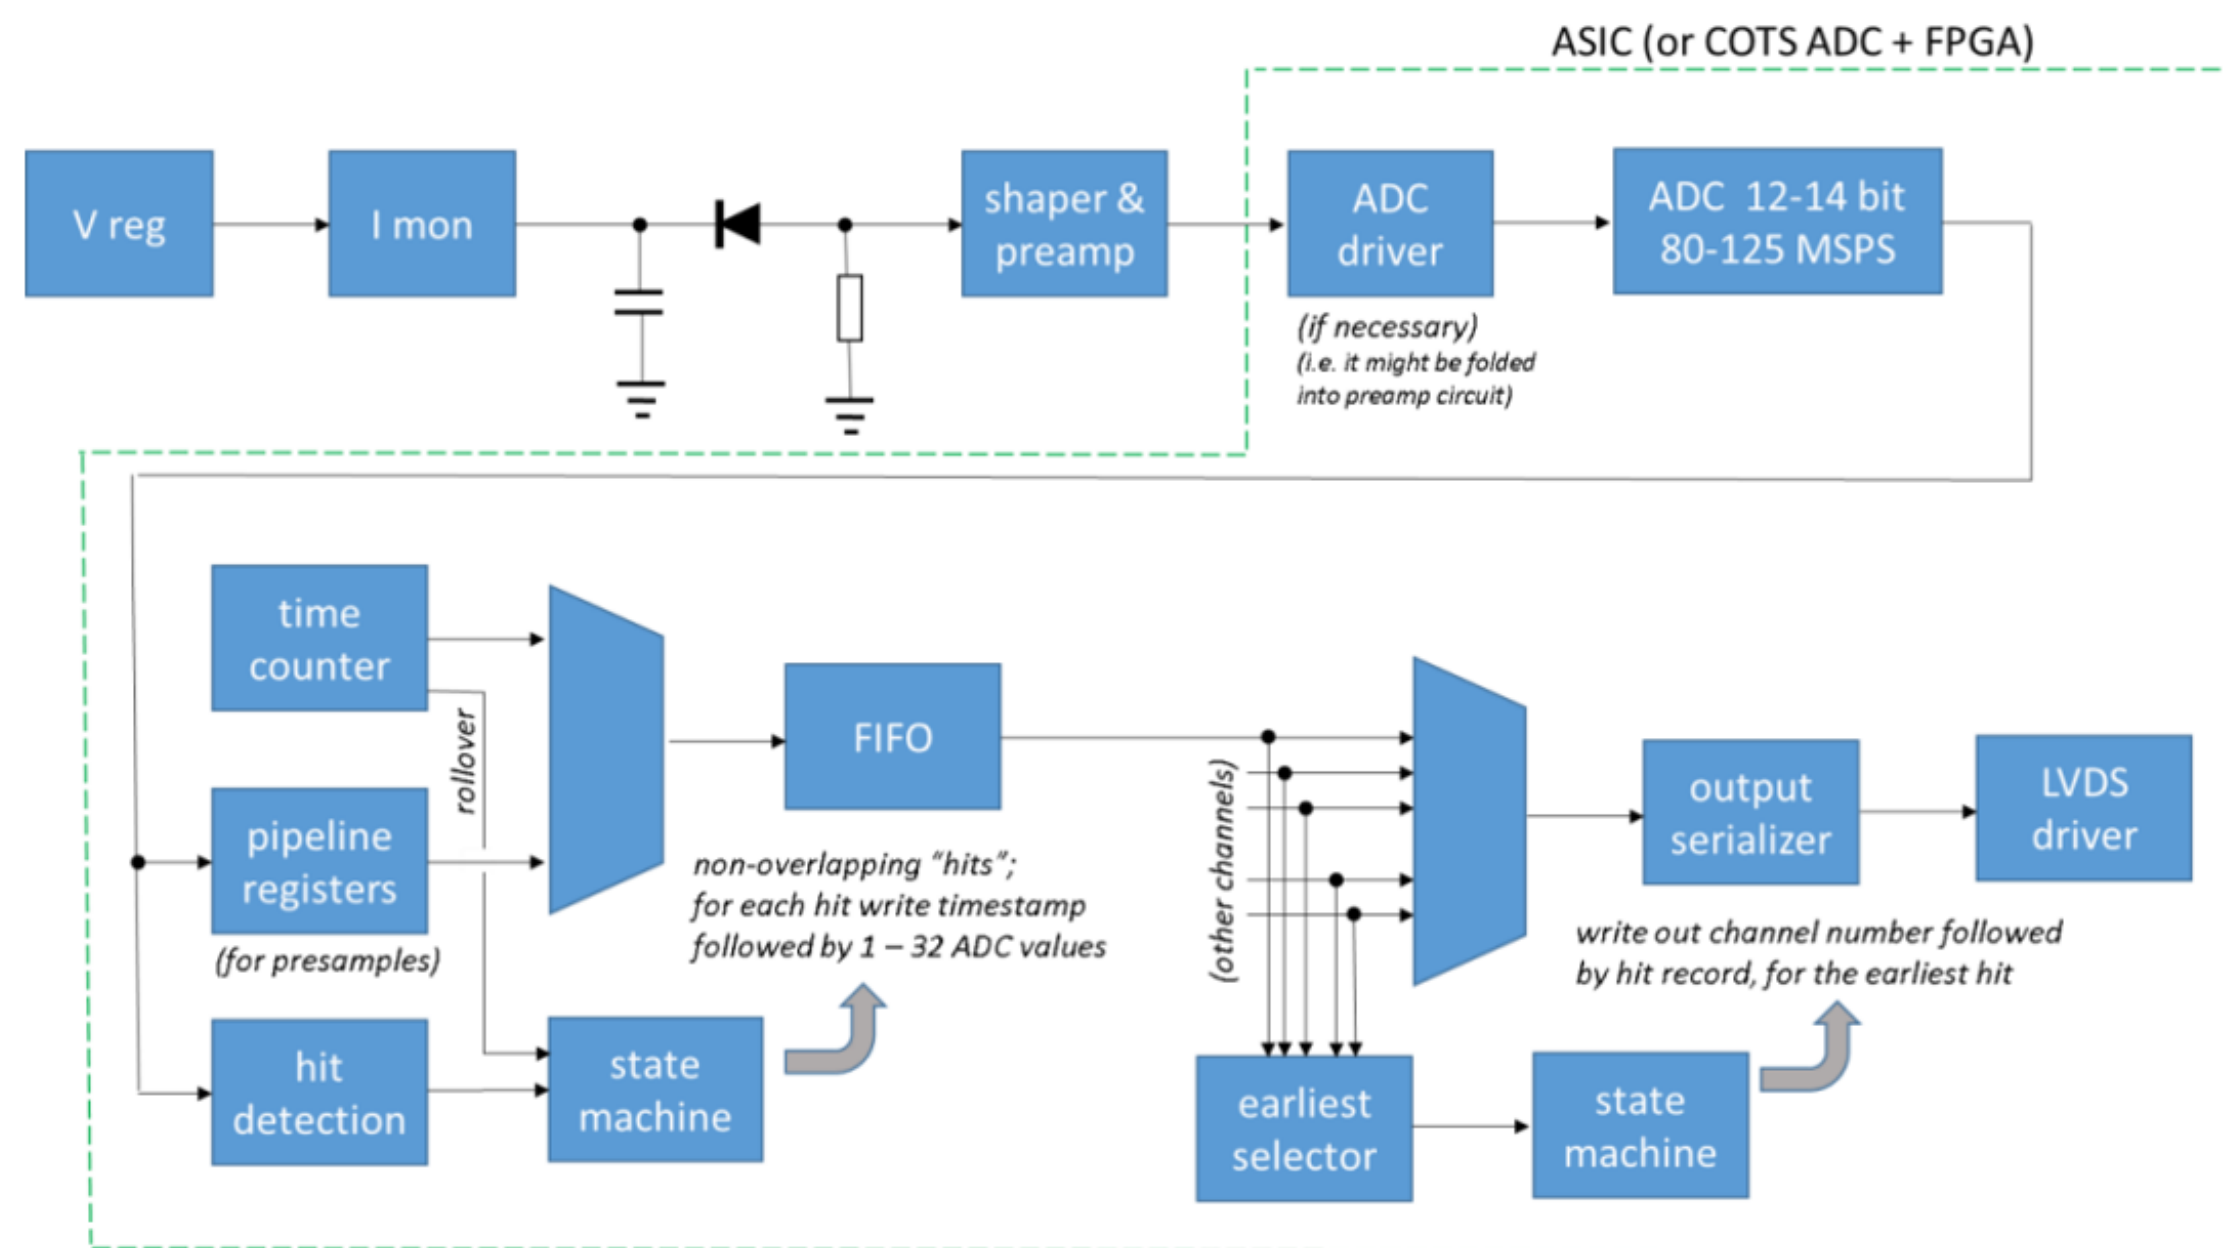 ASIC (or COTS ADC + FPGA)
V reg
I mon
shaper &
preamp
ADC
driver
ADC 12-14 bit
80-125 MSPS
(if necessary)
(i.e. it might be folded
into preamp circuit)
time
counter
rollover
pipeline
registers
(for presamples)
hit
detection
state
machine
FIFO
non-overlapping “hits”;
for each hit write timestamp
followed by 1 – 32 ADC values
(other channels)
earliest
selector
state
machine
output
serializer
LVDS
driver
write out channel number followed
by hit record, for the earliest hit